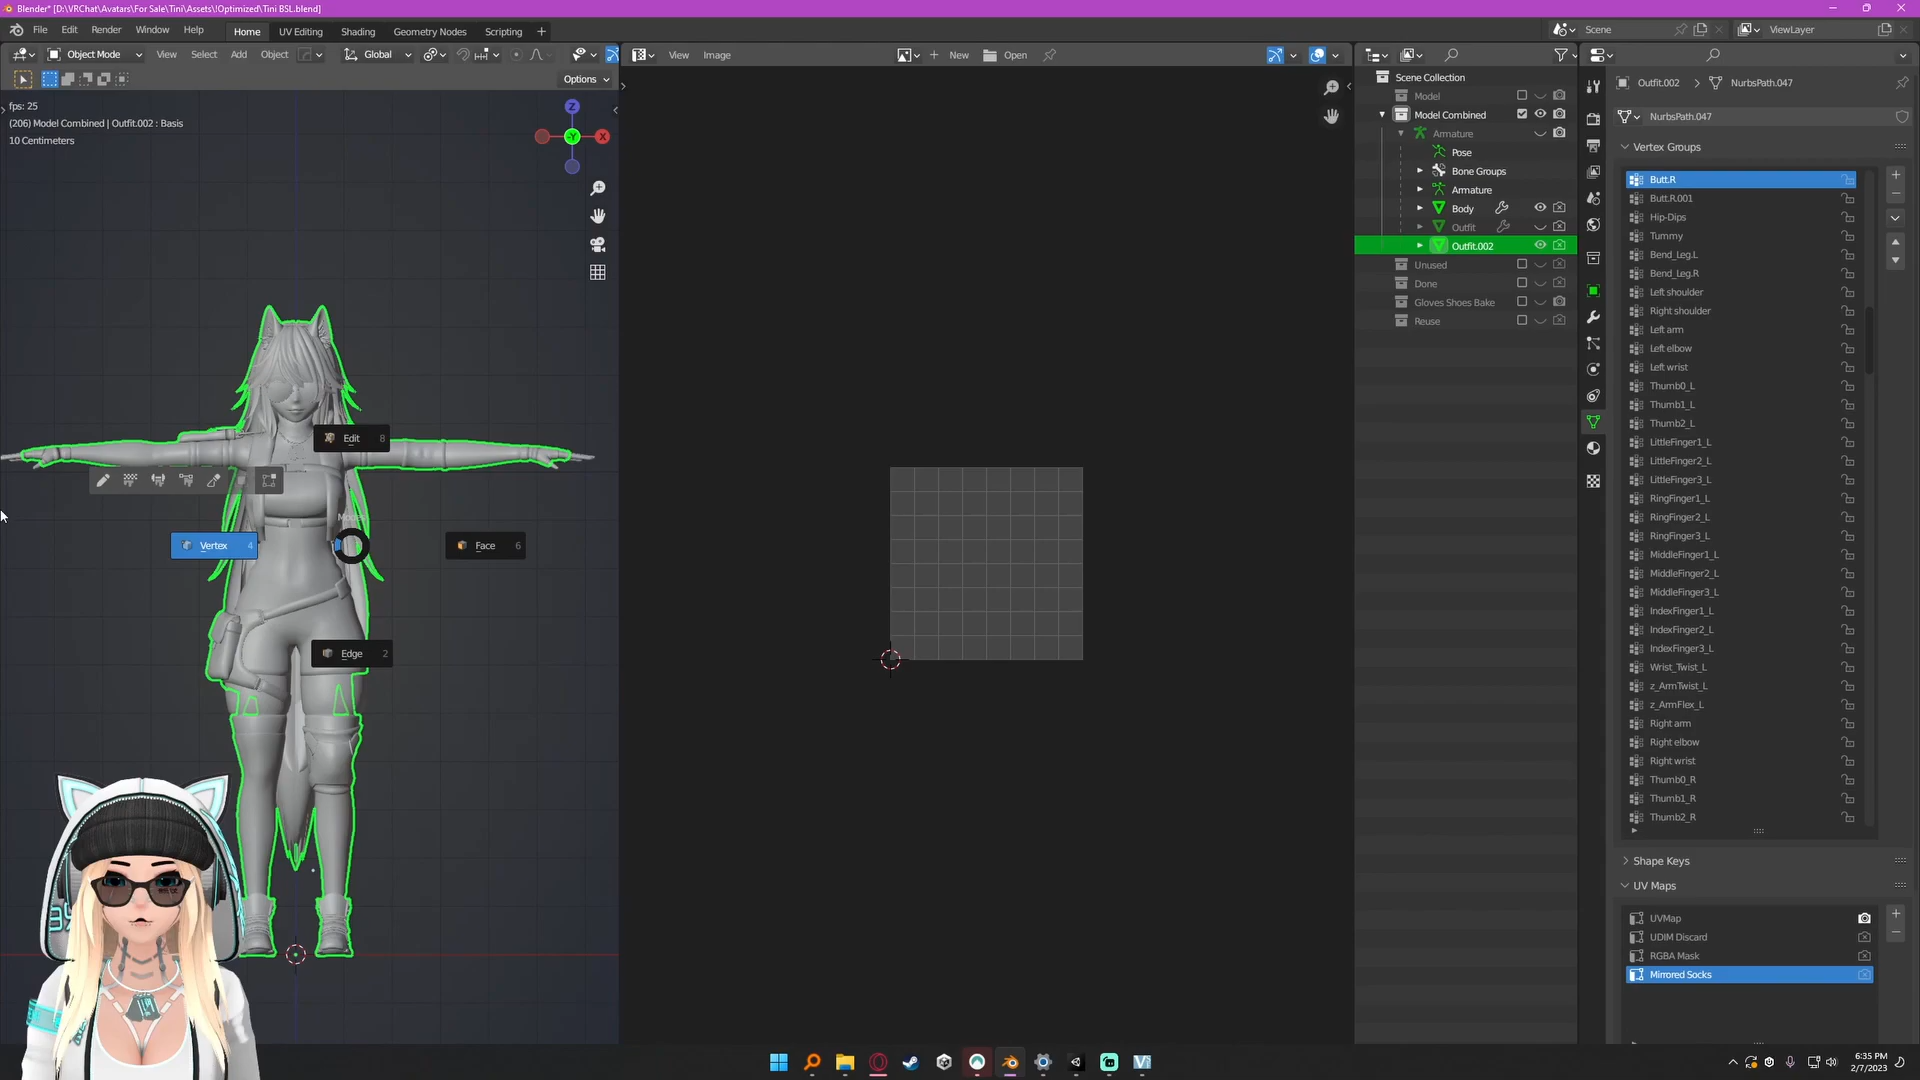 Blender* [D:\VRChat\Avatars\For Sale\Tini\Assets\!Optimized\Tini BSL.blend]
File Edit Render Window Help
Home UV Editing Shading Geometry Nodes Scripting
Scene
ViewLayer
Object Mode View Select Add Object Global
View Image New Open
Options
fps: 25
(206) Model Combined | Outfit.002 : Basis
10 Centimeters
Z
Y
X
Edit 8
Vertex 4
Face 6
Edge 2
Scene Collection
Model
Model Combined
Armature
Pose
Bone Groups
Armature
Body
Outfit
Outfit.002
Unused
Done
Gloves Shoes Bake
Reuse
Outfit.002 NurbsPath.047
NurbsPath.047
Vertex Groups
Butt.R
Butt.R.001
Hip-Dips
Tummy
Bend_Leg.L
Bend_Leg.R
Left shoulder
Right shoulder
Left arm
Left elbow
Left wrist
Thumb0_L
Thumb1_L
Thumb2_L
LittleFinger1_L
LittleFinger2_L
LittleFinger3_L
RingFinger1_L
RingFinger2_L
RingFinger3_L
MiddleFinger1_L
MiddleFinger2_L
MiddleFinger3_L
IndexFinger1_L
IndexFinger2_L
IndexFinger3_L
Wrist_Twist_L
z_ArmTwist_L
z_ArmFlex_L
Right arm
Right elbow
Right wrist
Thumb0_R
Thumb1_R
Thumb2_R
Shape Keys
UV Maps
UVMap
UDIM Discard
RGBA Mask
Mirrored Socks
6:35 PM
2/7/2023